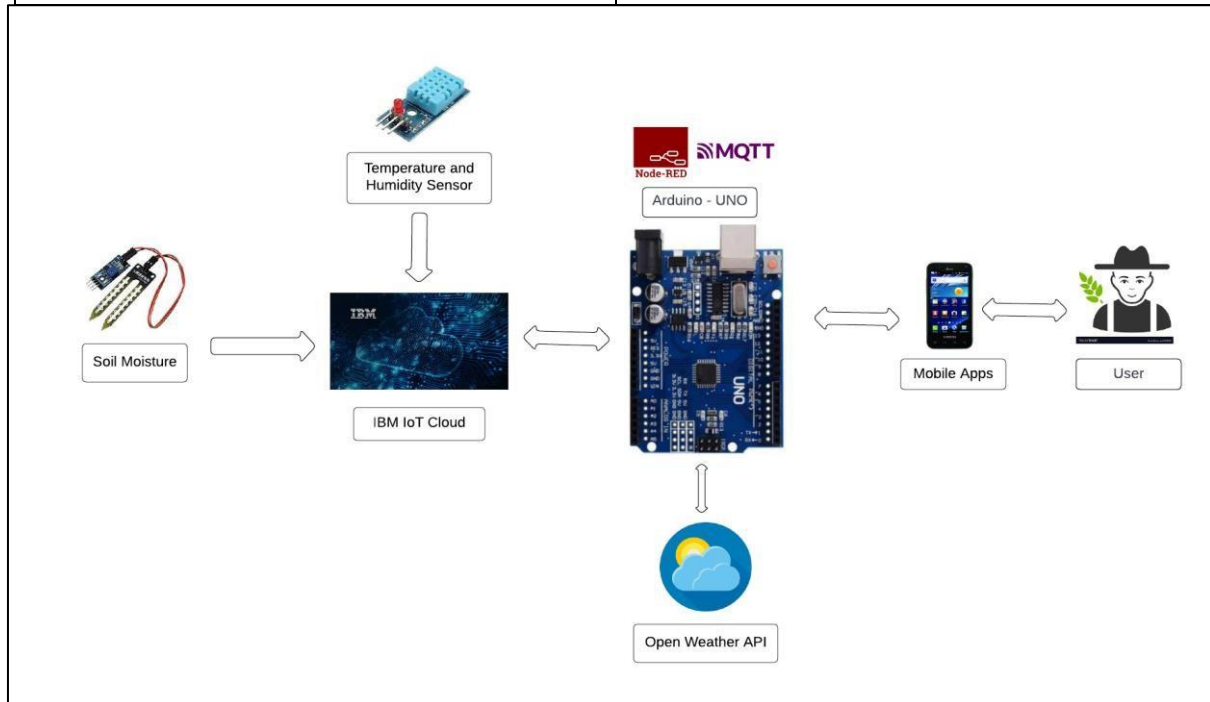 Temperature and
Humidity Sensor
Node-RED
MQTT
Arduino - UNO
IBM
Soil Moisture
IBM IoT Cloud
UNO
Mobile Apps
User
Open Weather API